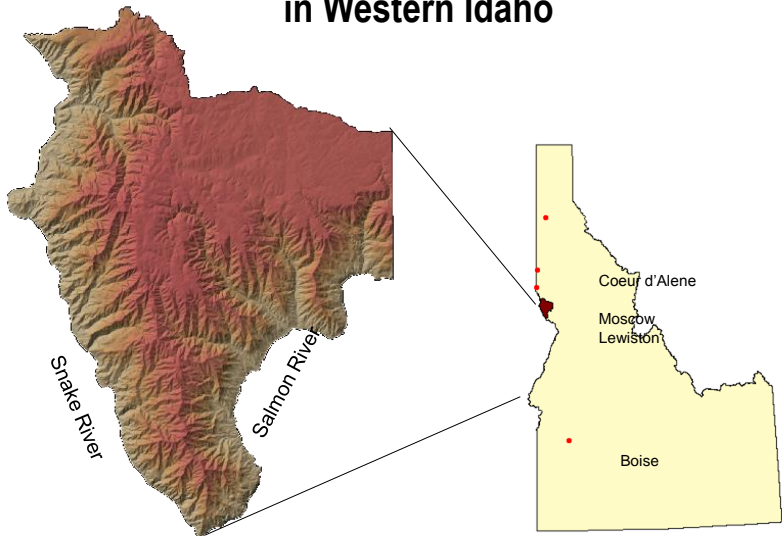 in Western Idaho
Coeur d'Alene
Moscow
Lewiston
Snake River
Salmon River
Boise